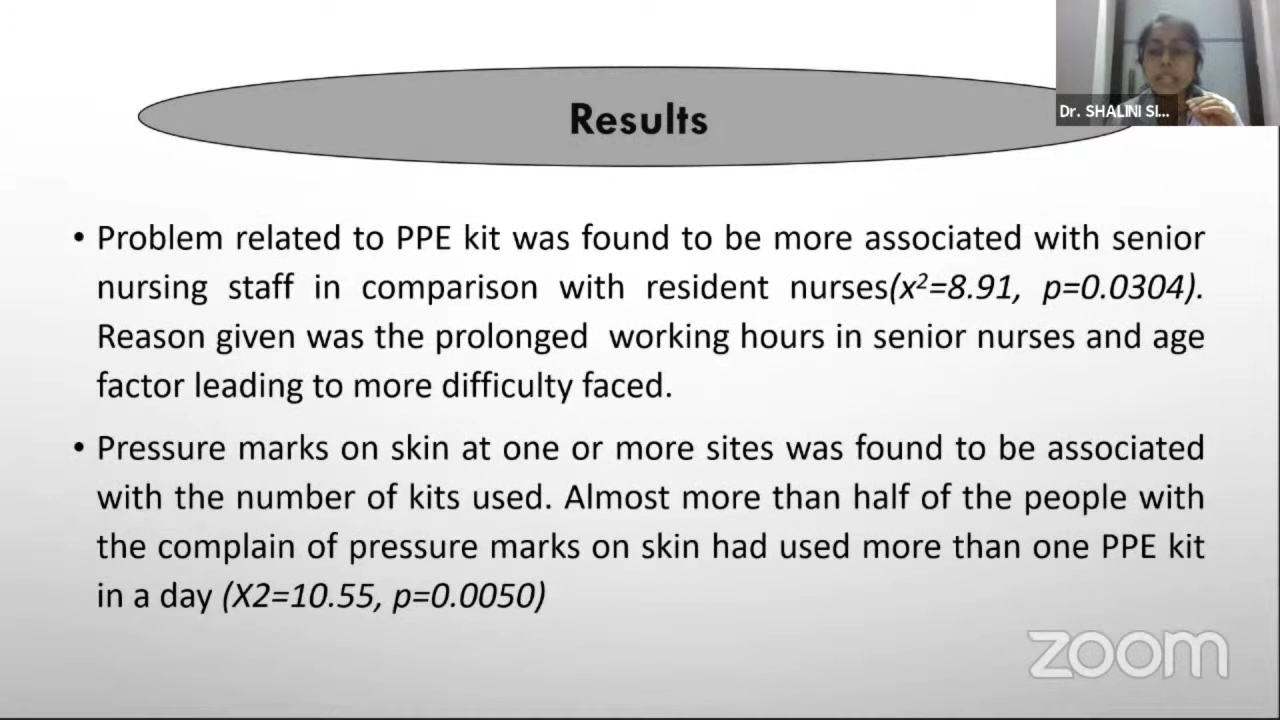 Results
Dr. SHALINI SI...
• Problem related to PPE kit was found to be more associated with senior
nursing staff in comparison with resident nurses(x²=8.91, p=0.0304).
Reason given was the prolonged  working hours in senior nurses and age
factor leading to more difficulty faced.
• Pressure marks on skin at one or more sites was found to be associated
with the number of kits used. Almost more than half of the people with
the complain of pressure marks on skin had used more than one PPE kit
in a day (X2=10.55, p=0.0050)
zoom